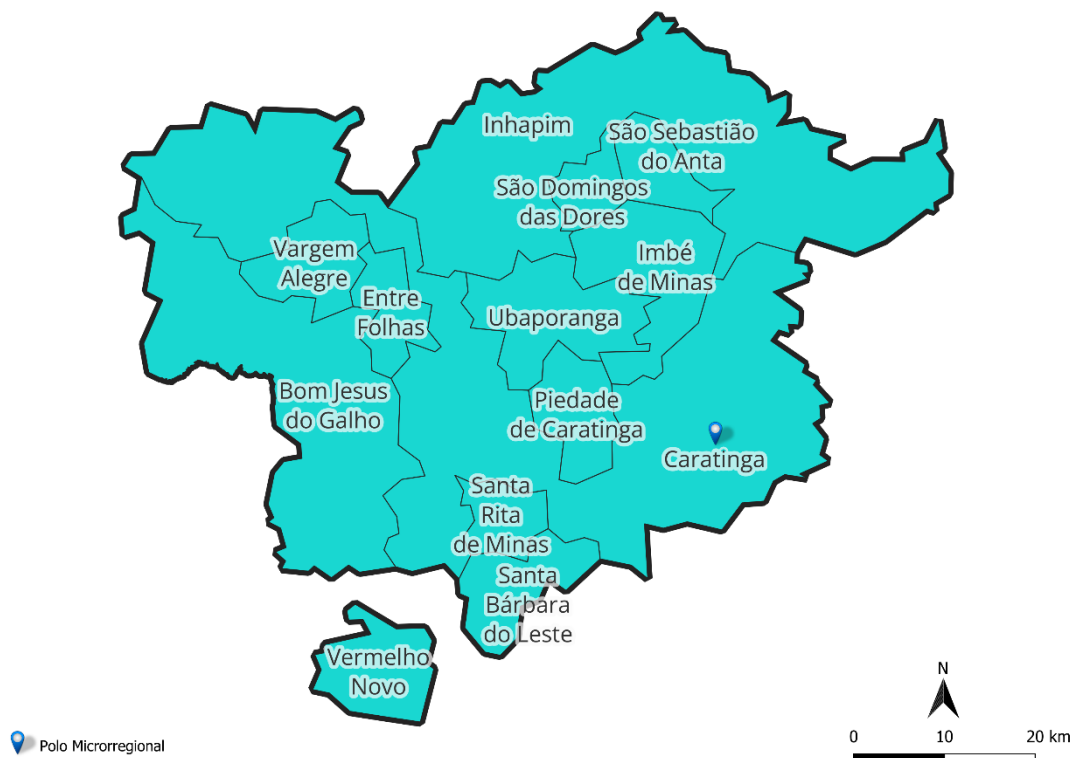 Inhapim
São Sebastião
do Anta
São Domingos
das Dores
Vargem
Alegre
Imbé
de Minas
Entre
Folhas
Ubaporanga
Bom Jesus
do Galho
Piedade
de Caratinga
Caratinga
Santa
Rita
de Minas
Santa
Bárbara
do Leste
Vermelho
Novo
N
Polo Microrregional
0 10 20 km